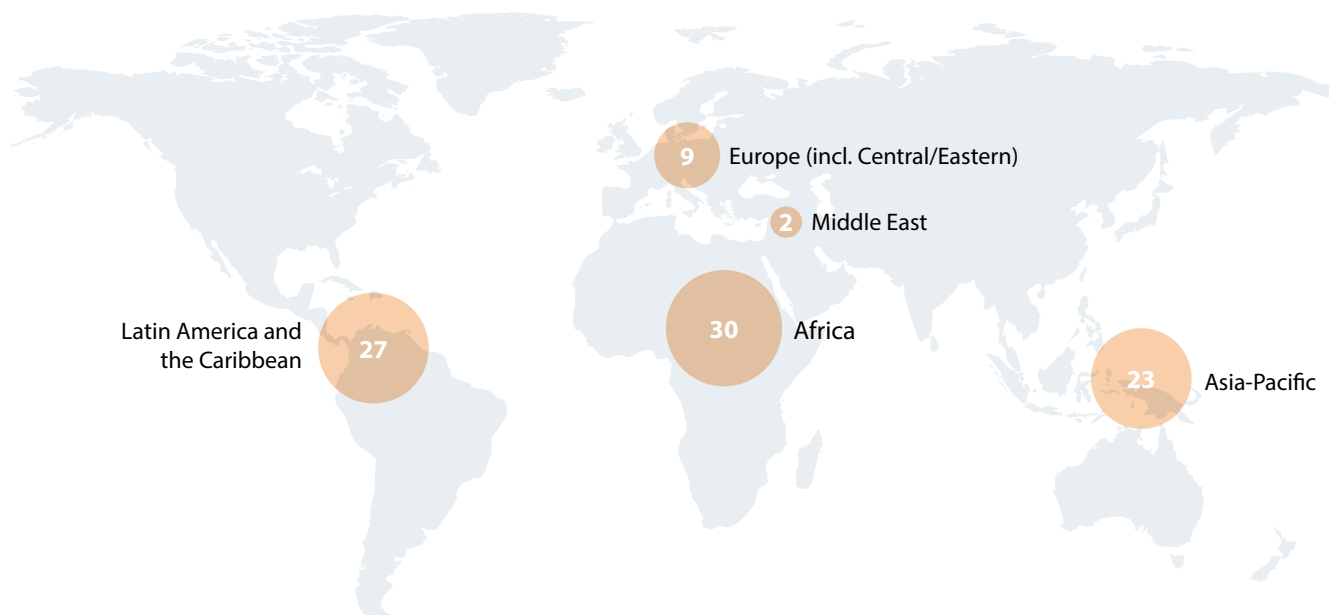 9 Europe (incl. Central/Eastern)
2 Middle East
Latin America and
the Caribbean
27
30 Africa
23 Asia-Pacific